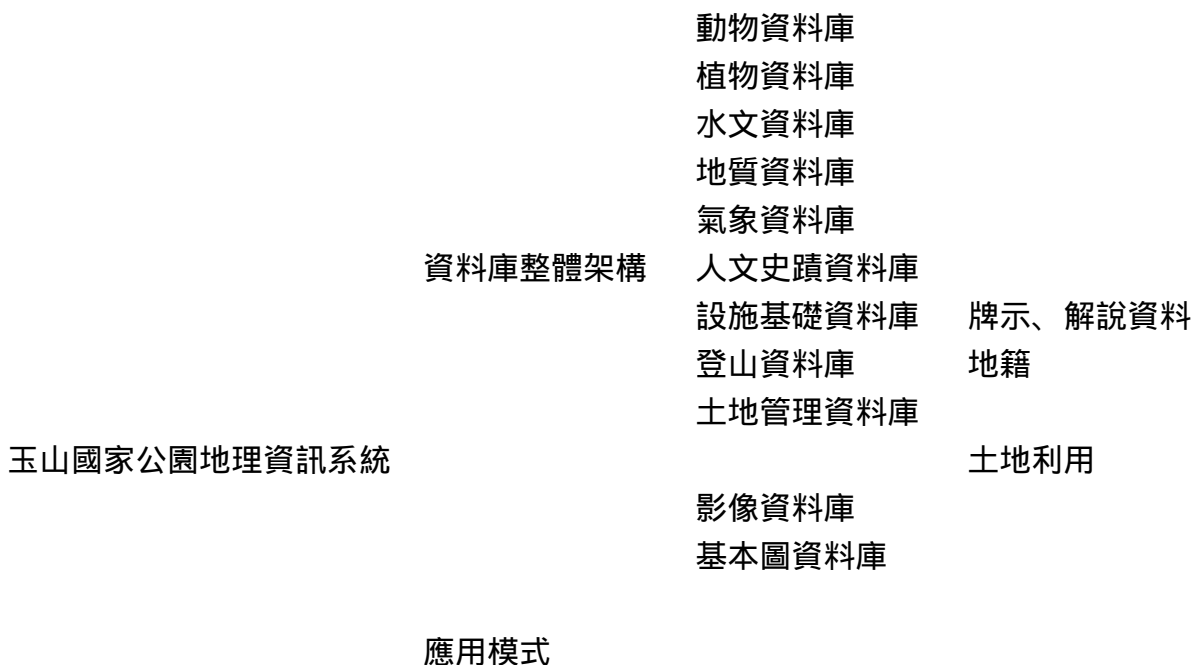 動物資料庫
植物資料庫
水文資料庫
地質資料庫
氣象資料庫
資料庫整體架構 人文史蹟資料庫
設施基礎資料庫 牌示、解說資料
登山資料庫 地籍
土地管理資料庫
玉山國家公園地理資訊系統 土地利用
影像資料庫
基本圖資料庫
應用模式